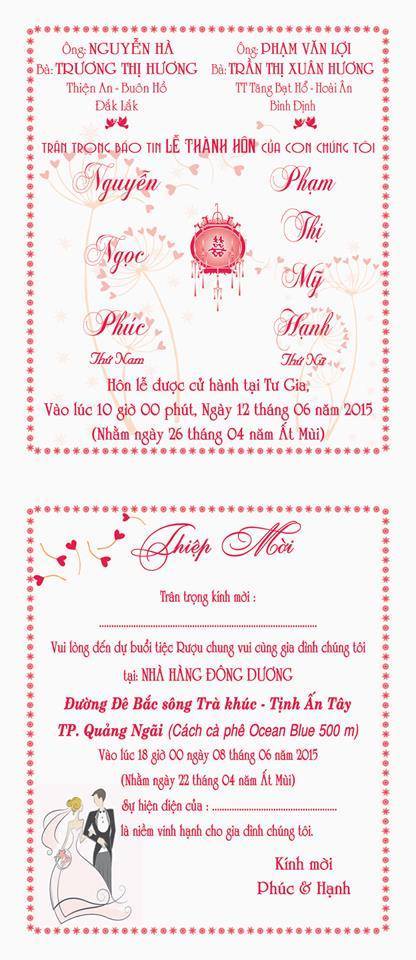 Ông: NGUYỄN HÀ
Bà: TRƯƠNG THỊ HƯƠNG
Thiện An - Buôn Hồ
Đắk Lắk
Ông: PHẠM VĂN LỢI
Bà: TRẦN THỊ XUÂN HƯƠNG
TT Tăng Bạt Hổ - Hoài Ân
Bình Định
TRÂN TRỌNG BÁO TIN LỄ THÀNH HÔN CỦA CON CHÚNG TÔI
Nguyễn
Ngọc
Phúc
Thứ Nam
囍
Phạm
Thị
Mỹ
Hạnh
Thứ Nữ
Hôn lễ được cử hành tại Tư Gia,
Vào lúc 10 giờ 00 phút, Ngày 12 tháng 06 năm 2015
(Nhằm ngày 26 tháng 04 năm Ất Mùi)
Thiệp Mời
Trân trọng kính mời :
Vui lòng đến dự buổi tiệc Rượu chung vui cùng gia đình chúng tôi
tại: NHÀ HÀNG ĐÔNG DƯƠNG
Đường Đê Bắc sông Trà khúc - Tịnh Ấn Tây
TP. Quảng Ngãi (Cách cà phê Ocean Blue 500 m)
Vào lúc 18 giờ 00 ngày 08 tháng 06 năm 2015
(Nhằm ngày 22 tháng 04 năm Ất Mùi)
Sự hiện diện của : ................................................
là niềm vinh hạnh cho gia đình chúng tôi.
Kính mời
Phúc & Hạnh